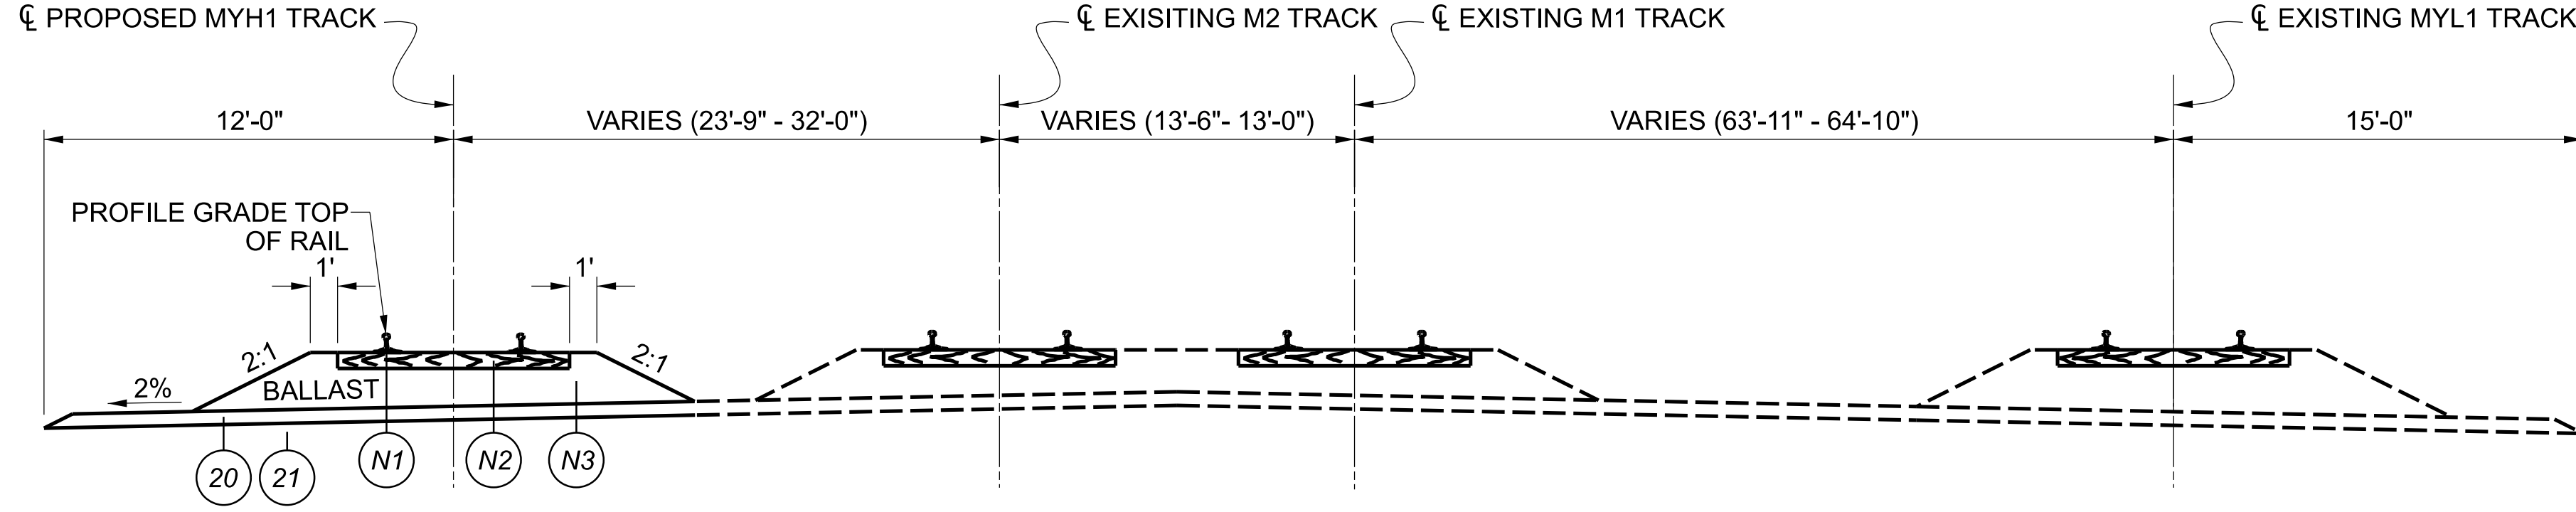 ℄ PROPOSED MYH1 TRACK
℄ EXISITING M2 TRACK
℄ EXISTING M1 TRACK
℄ EXISTING MYL1 TRACK
12'-0"
VARIES (23'-9" - 32'-0")
VARIES (13'-6"- 13'-0")
VARIES (63'-11" - 64'-10")
15'-0"
PROFILE GRADE TOP
OF RAIL
1'
1'
2:1
2:1
2%
BALLAST
20
21
N1
N2
N3